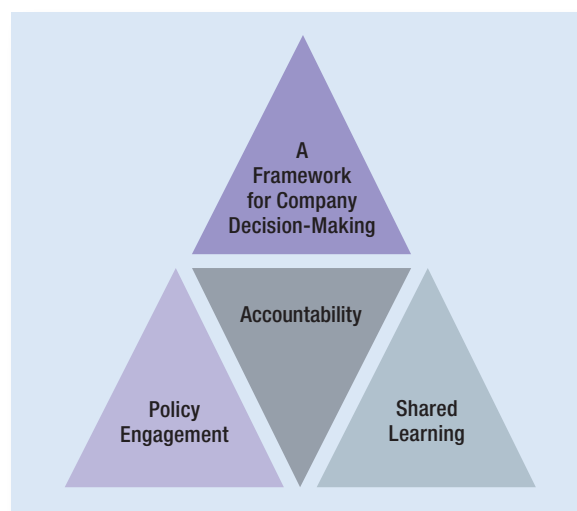 A
Framework
for Company
Decision-Making
Accountability
Policy
Engagement
Shared
Learning